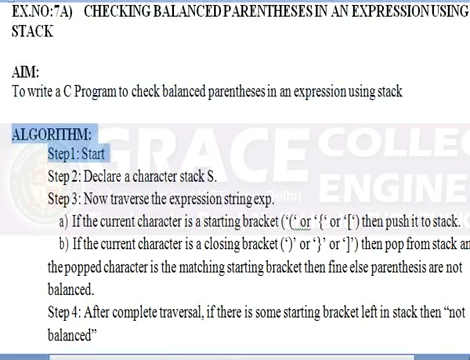 EX.NO:7A) CHECKING BALANCED PARENTHESES IN AN EXPRESSION USING
STACK
AIM:
To write a C Program to check balanced parentheses in an expression using stack
ALGORITHM:
Step1: Start
Step 2: Declare a character stack S.
Step 3: Now traverse the expression string exp.
a) If the current character is a starting bracket (‘(‘ or ‘{‘ or ‘[‘) then push it to stack.
b) If the current character is a closing bracket (‘)’ or ‘}’ or ‘]’) then pop from stack an
the popped character is the matching starting bracket then fine else parenthesis are not
balanced.
Step 4: After complete traversal, if there is some starting bracket left in stack then “not
balanced”
GRACE COLLE
ENGINE